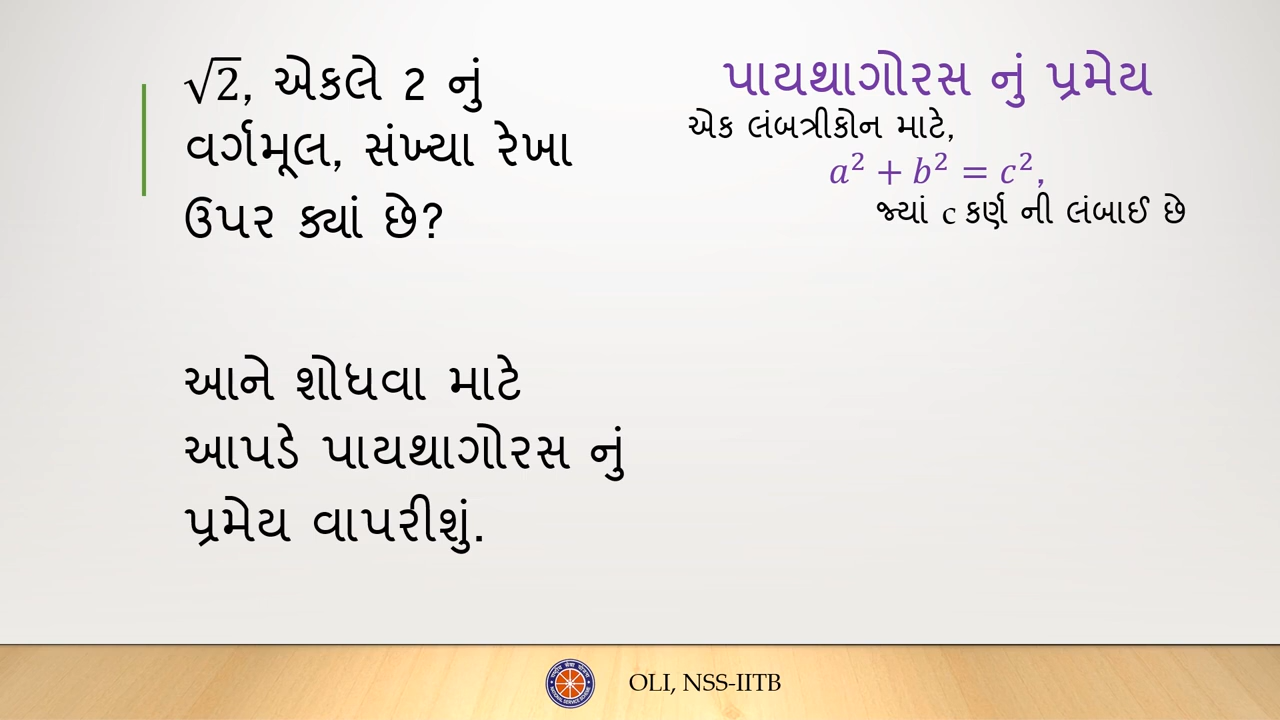 √2, એકલે 2 નું
વર્ગમૂલ, સંખ્યા રેખા
ઉપર ક્યાં છે?
આને શોધવા માટે
આપડે પાયથાગોરસ નું
પ્રમેય વાપરીશું.
પાયથાગોરસ નું પ્રમેય
એક લંબત્રીકોન માટે,
a² + b² = c²,
જ્યાં c કર્ણ ની લંબાઈ છે
OLI, NSS-IITB